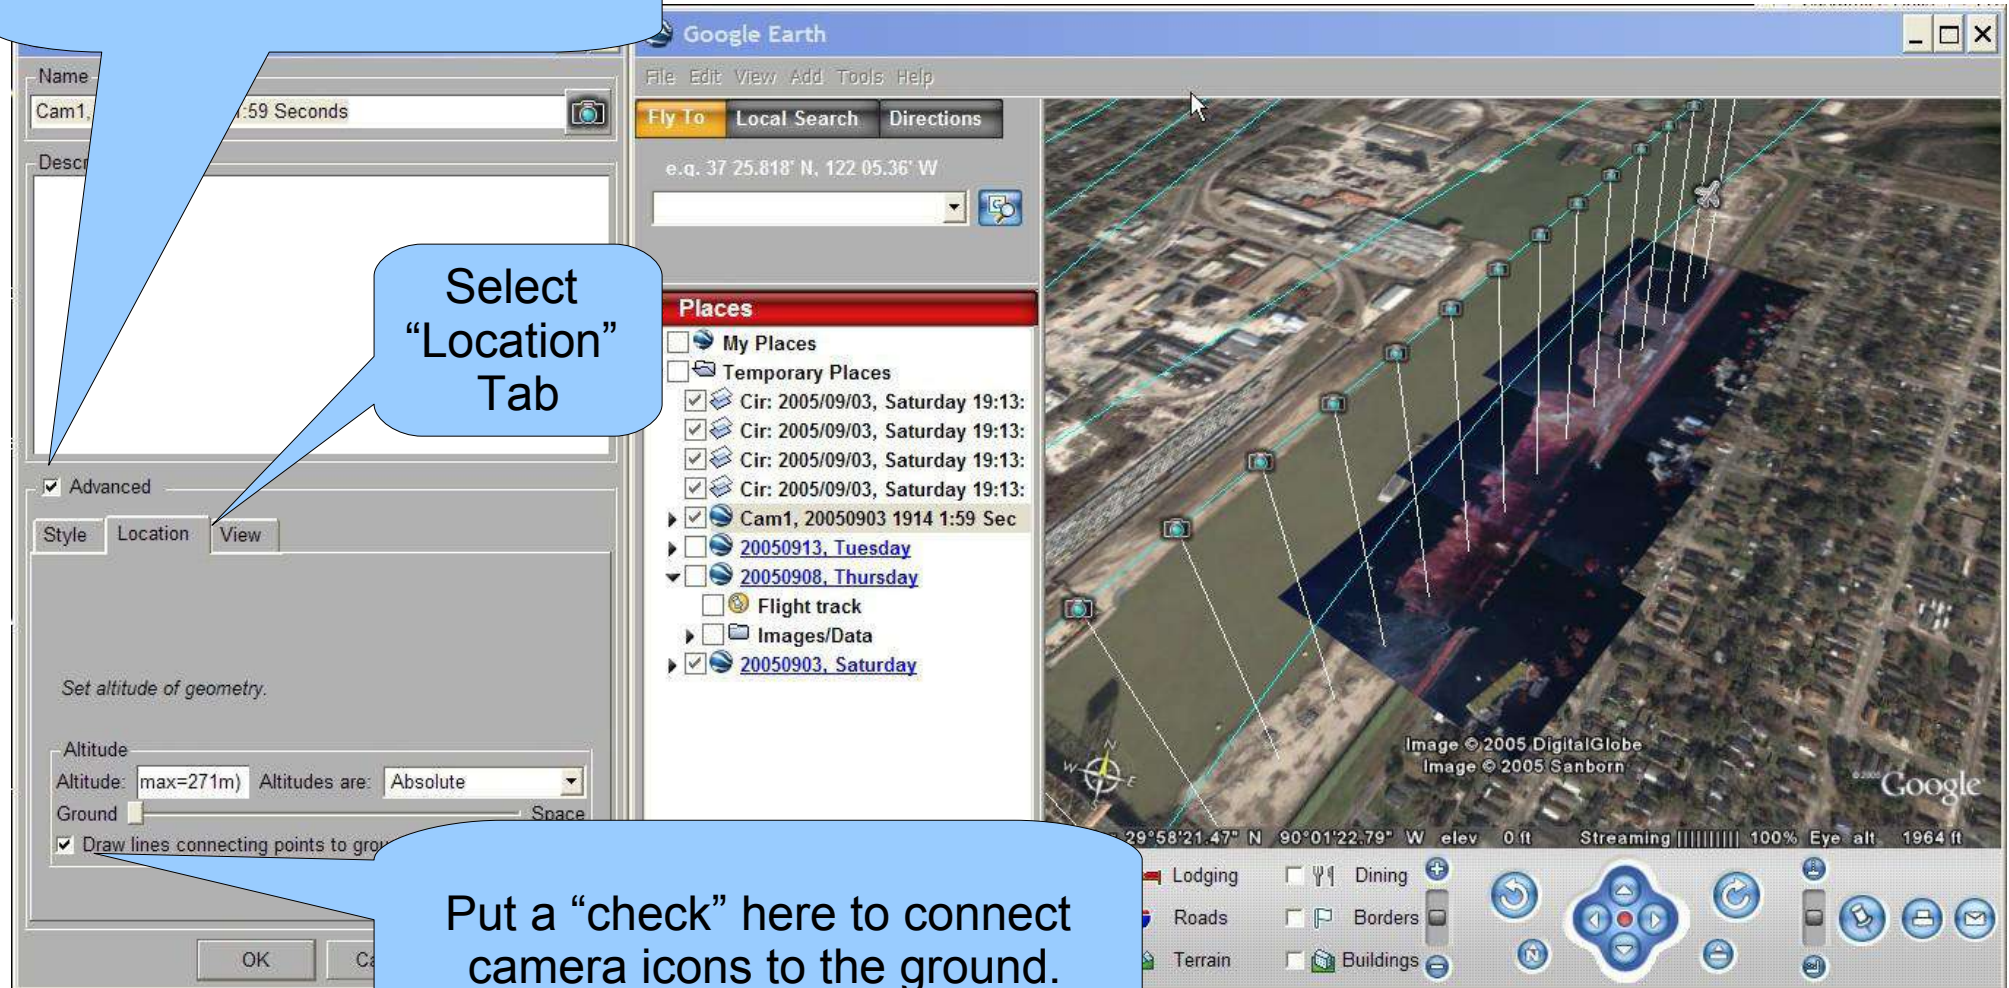 Google Earth
File Edit View Add Tools Help
Name
Cam1, :59 Seconds
Descr
Select
“Location”
Tab
Advanced
Style Location View
Set altitude of geometry.
Altitude
Altitude: max=271m) Altitudes are: Absolute
Ground Space
Draw lines connecting points to grou
OK Ca
Put a “check” here to connect
camera icons to the ground.
Fly To Local Search Directions
e.g. 37 25.818' N, 122 05.36' W
Places
My Places
Temporary Places
Cir: 2005/09/03, Saturday 19:13:
Cir: 2005/09/03, Saturday 19:13:
Cir: 2005/09/03, Saturday 19:13:
Cir: 2005/09/03, Saturday 19:13:
Cam1, 20050903 1914 1:59 Sec
20050913, Tuesday
20050908, Thursday
Flight track
Images/Data
20050903, Saturday
N
W E
S
Image © 2005 DigitalGlobe
Image © 2005 Sanborn
© 2005 Google
29°58'21.47" N 90°01'22.79" W elev 0 ft Streaming |||||||||| 100% Eye alt 1964 ft
Lodging Dining
Roads Borders
Terrain Buildings
N